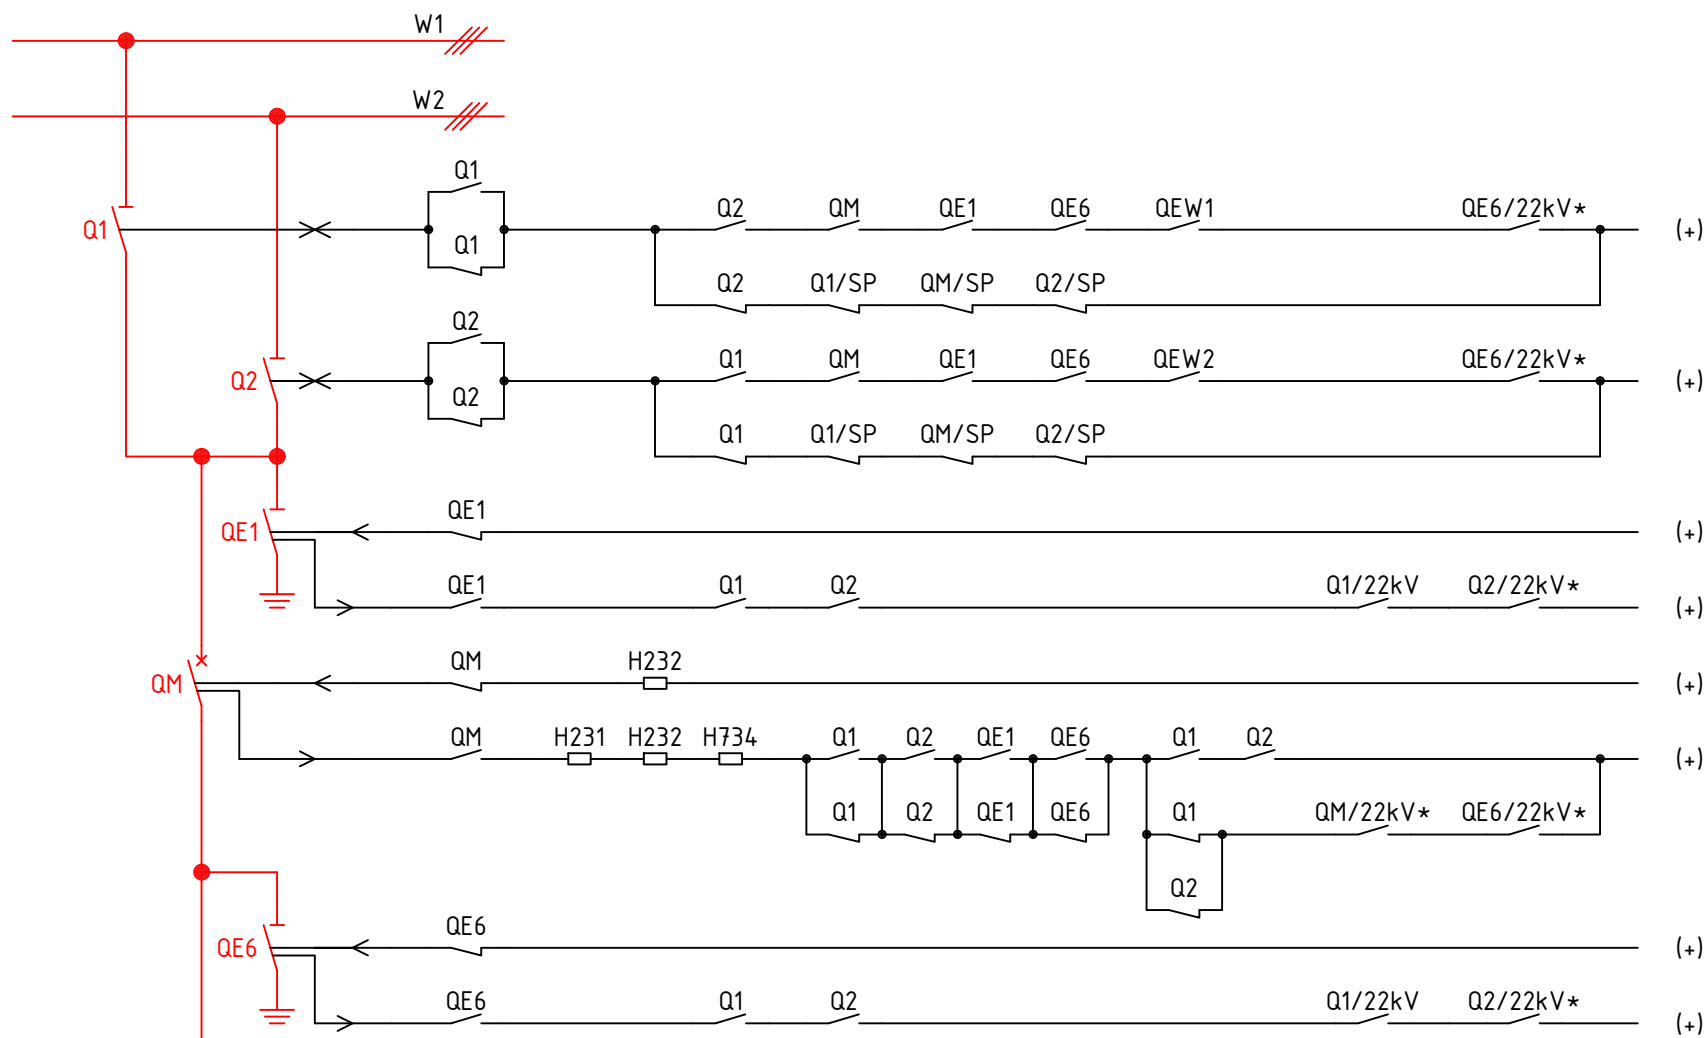 W1
W2
Q1
Q2 QM QE1 QE6 QEW1 QE6/22kV* (+)
Q1
Q1
Q2 Q1/SP QM/SP Q2/SP
Q2
Q1 QM QE1 QE6 QEW2 QE6/22kV* (+)
Q2
Q2
Q1 Q1/SP QM/SP Q2/SP
QE1 QE1 (+)
QE1 Q1 Q2 Q1/22kV Q2/22kV* (+)
QM QM H232 (+)
QM H231 H232 H734 Q1 Q2 QE1 QE6 Q1 Q2 (+)
Q1 Q2 QE1 QE6 Q1 QM/22kV* QE6/22kV*
Q2
QE6 QE6 (+)
QE6 Q1 Q2 Q1/22kV Q2/22kV* (+)